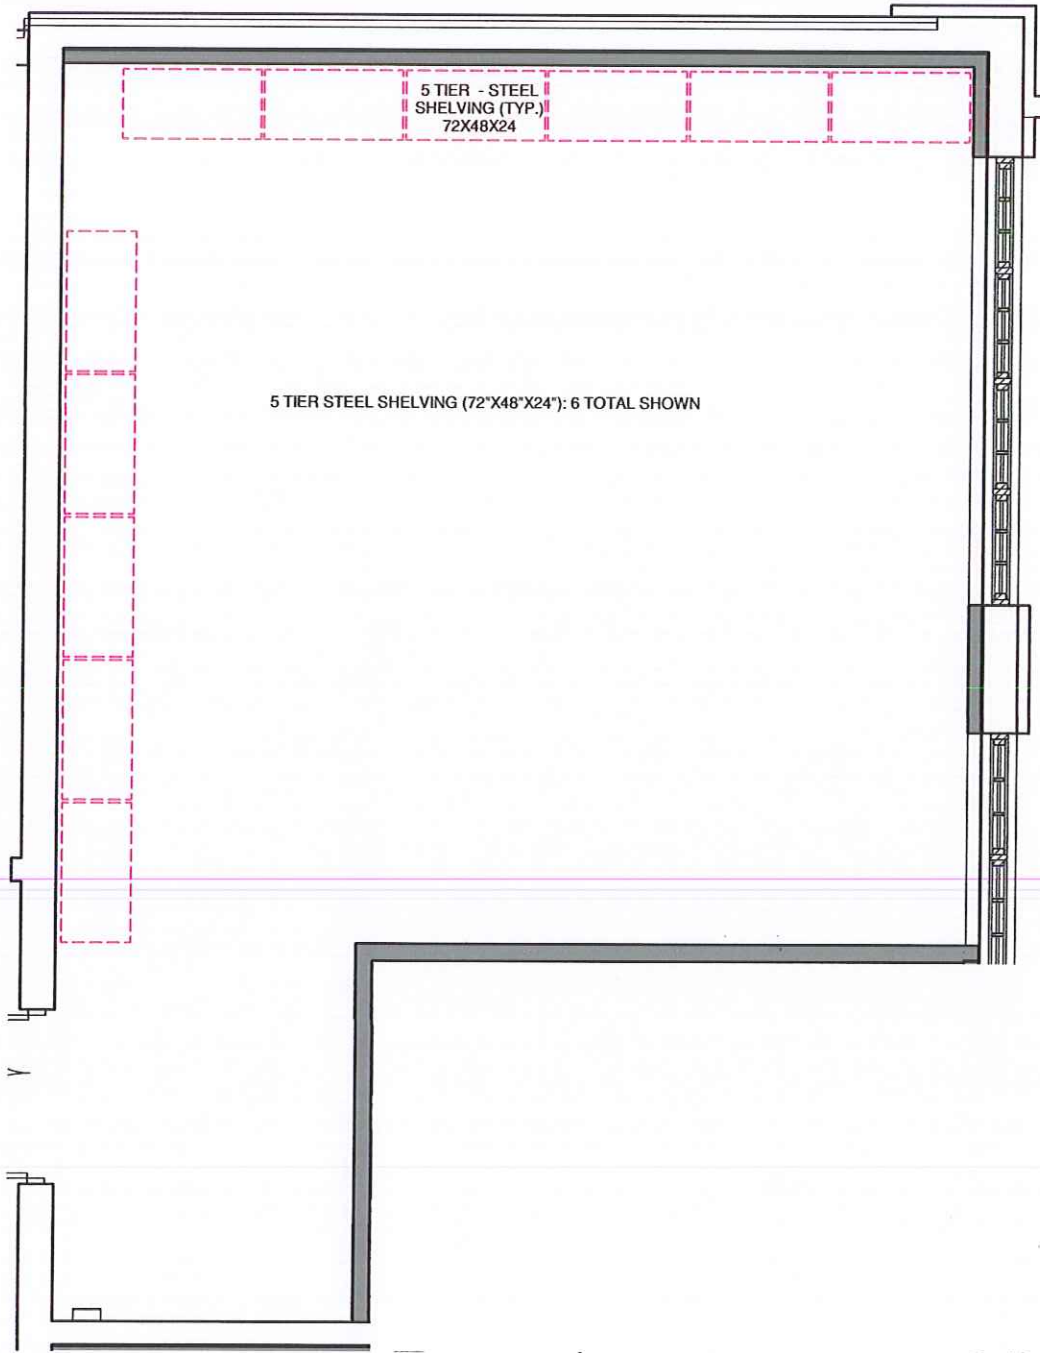 5 TIER - STEEL
SHELVING (TYP.)
72X48X24
5 TIER STEEL SHELVING (72"X48"X24"): 6 TOTAL SHOWN